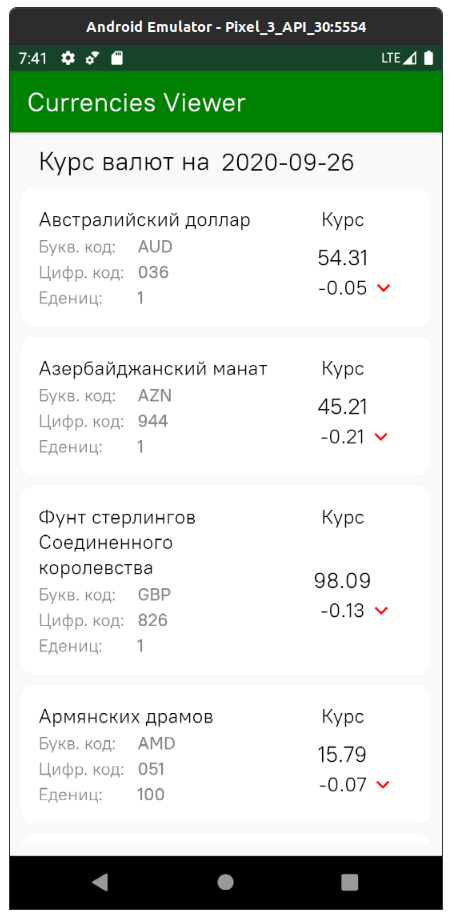 Android Emulator - Pixel_3_API_30:5554
7:41 LTE
Currencies Viewer
Курс валют на 2020-09-26
Австралийский доллар Курс
Букв. код: AUD
54.31
Цифр. код: 036
-0.05
Едениц: 1
Азербайджанский манат Курс
Букв. код: AZN
45.21
Цифр. код: 944
-0.21
Едениц: 1
Фунт стерлингов Курс
Соединенного
королевства
98.09
Букв. код: GBP
-0.13
Цифр. код: 826
Едениц: 1
Армянских драмов Курс
Букв. код: AMD
15.79
Цифр. код: 051
-0.07
Едениц: 100